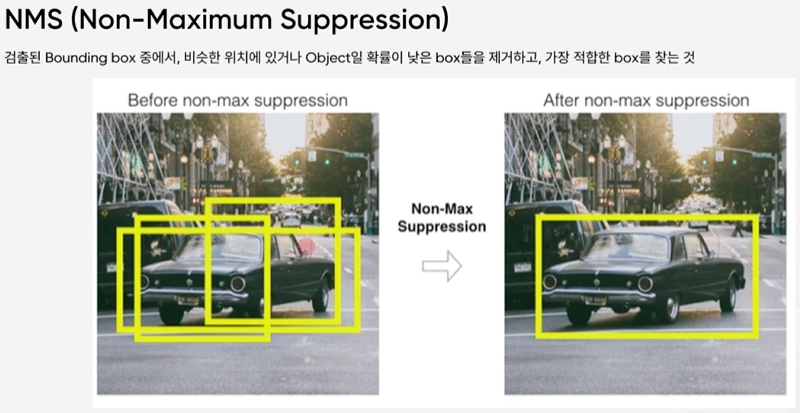 NMS (Non-Maximum Suppression)
검출된 Bounding box 중에서, 비슷한 위치에 있거나 Object일 확률이 낮은 box들을 제거하고, 가장 적합한 box를 찾는 것
Before non-max suppression
After non-max suppression
Non-Max
Suppression